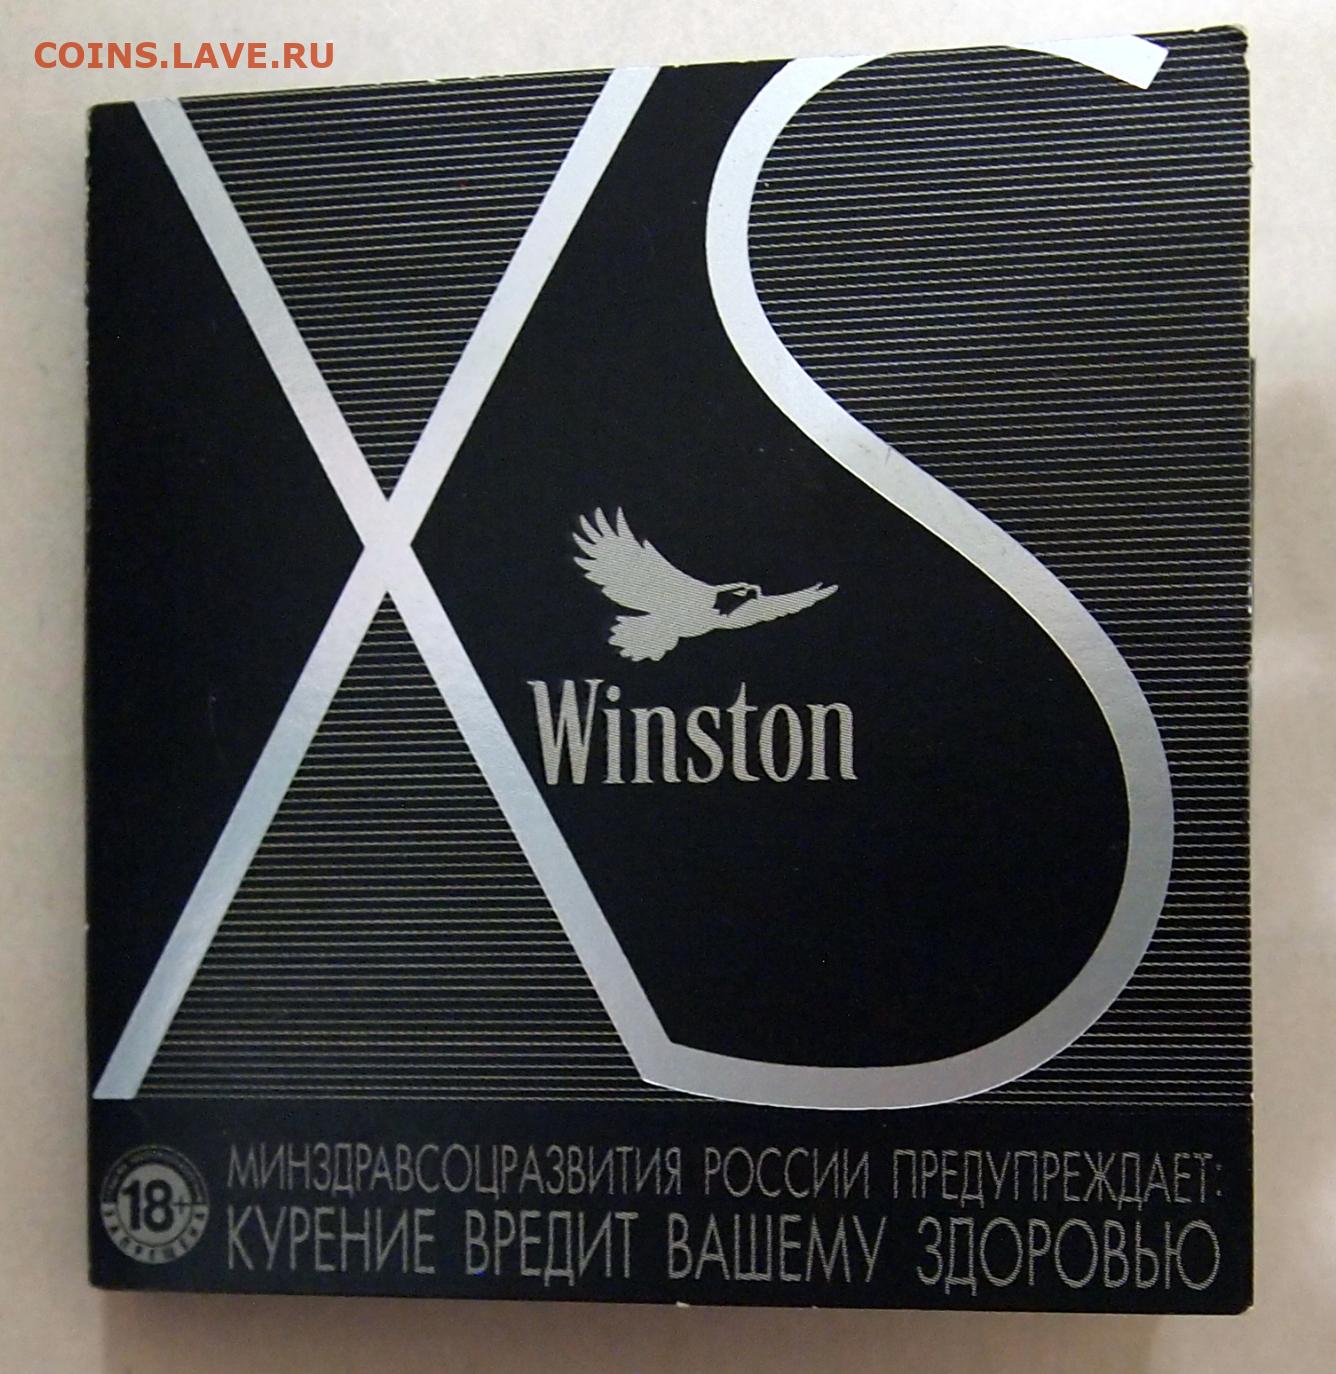 COINS.LAVE.RU
XS
Winston
18+
МИНЗДРАВСОЦРАЗВИТИЯ РОССИИ ПРЕДУПРЕЖДАЕТ:
КУРЕНИЕ ВРЕДИТ ВАШЕМУ ЗДОРОВЬЮ